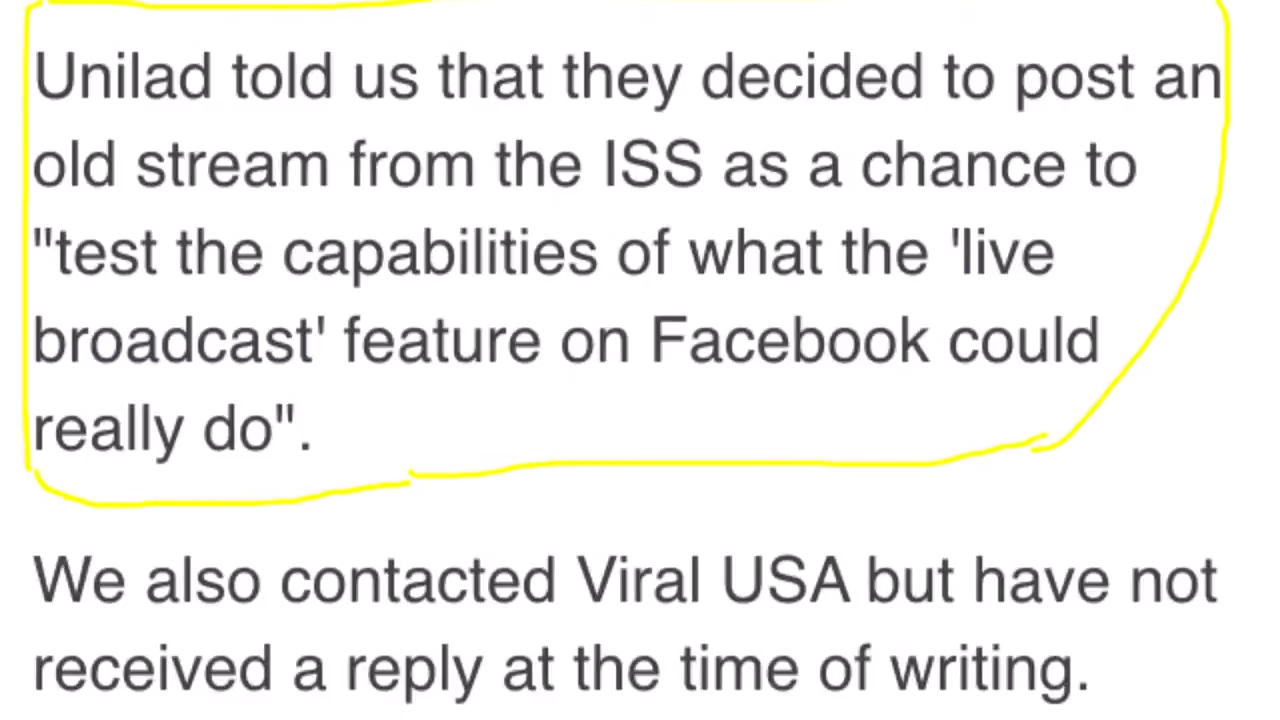 Unilad told us that they decided to post an
old stream from the ISS as a chance to
"test the capabilities of what the 'live
broadcast' feature on Facebook could
really do".
We also contacted Viral USA but have not
received a reply at the time of writing.